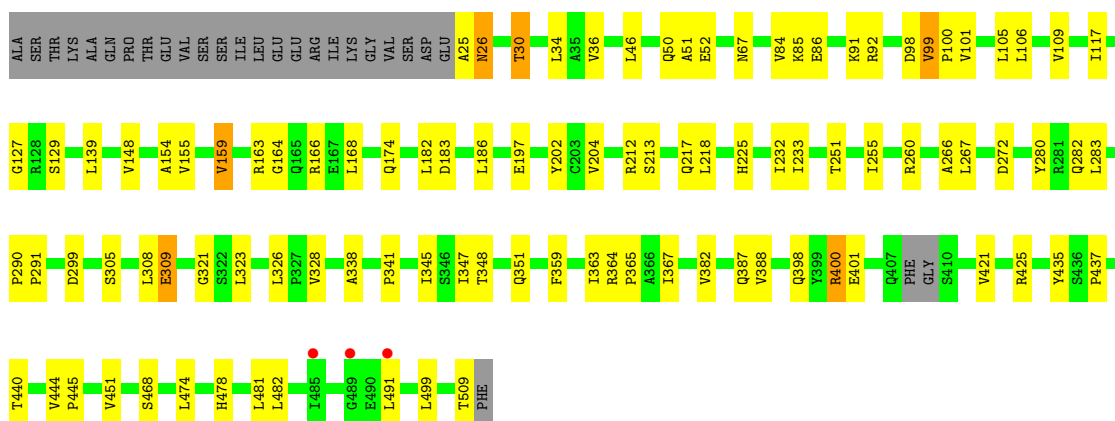 ALA SER THR LYS ALA GLN PRO THR GLU VAL SER SER ILE LEU GLU GLU ARG ILE LYS GLY VAL SER ASP GLU A25 N26 T30 L34 A35 V36 L46 Q50 A51 E52 N67 V84 K85 E86 K91 R92 D98 V99 P100 V101 L105 L106 V109 I117
G127 R128 S129 L139 V148 A154 V155 V159 R163 G164 Q165 R166 E167 L168 Q174 L182 D183 L186 E197 Y202 C203 V204 R212 S213 Q217 L218 H225 I232 I233 T251 I255 R260 A266 L267 D272 Y280 R281 Q282 L283
P290 P291 D299 S305 L308 E309 G321 S322 L323 L326 P327 V328 A338 P341 I345 S346 I347 T348 Q351 F359 I363 R364 P365 A366 I367 V382 Q387 V388 Q398 Y399 R400 E401 Q407 PHE GLY S410 V421 R425 Y435 S436 P437
T440 V444 P445 V451 S468 L474 H478 L481 L482 I485 G489 E490 L491 L499 T509 PHE